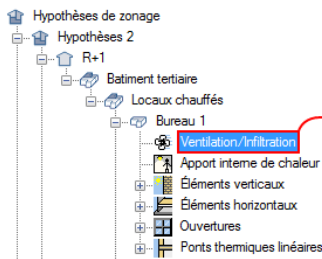 Hypothèses de zonage
Hypothèses 2
R+1
Batiment tertiaire
Locaux chauffés
Bureau 1
Ventilation/Infiltration
Apport interne de chaleur
Éléments verticaux
Éléments horizontaux
Ouvertures
Ponts thermiques linéaires